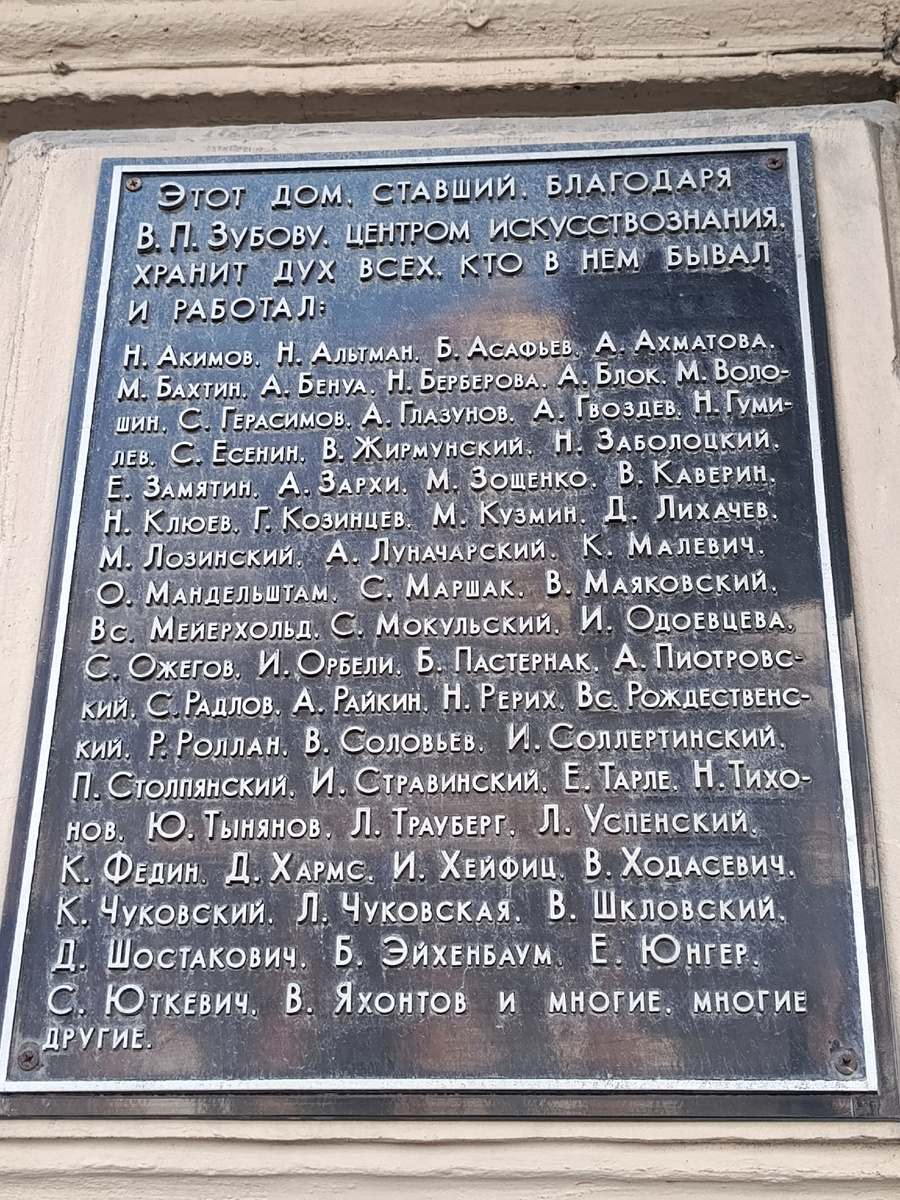 Этот дом, ставший, благодаря
В. П. Зубову, центром искусствознания,
хранит дух всех, кто в нем бывал
и работал:
Н. Акимов, Н. Альтман, Б. Асафьев, А. Ахматова,
М. Бахтин, А. Бенуа, Н. Берберова, А. Блок, М. Воло-
шин, С. Герасимов, А. Глазунов, А. Гвоздев, Н. Гуми-
лев, С. Есенин, В. Жирмунский, Н. Заболоцкий,
Е. Замятин, А. Зархи, М. Зощенко, В. Каверин,
Н. Клюев, Г. Козинцев, М. Кузмин, Д. Лихачев,
М. Лозинский, А. Луначарский, К. Малевич,
О. Мандельштам, С. Маршак, В. Маяковский,
Вс. Мейерхольд, С. Мокульский, И. Одоевцева,
С. Ожегов, И. Орбели, Б. Пастернак, А. Пиотровс-
кий, С. Радлов, А. Райкин, Н. Рерих, Вс. Рождественс-
кий, Р. Роллан, В. Соловьев, И. Соллертинский,
П. Столпянский, И. Стравинский, Е. Тарле, Н. Тихо-
нов, Ю. Тынянов, Л. Трауберг, Л. Успенский,
К. Федин, Д. Хармс, И. Хейфиц, В. Ходасевич,
К. Чуковский, Л. Чуковская, В. Шкловский,
Д. Шостакович, Б. Эйхенбаум, Е. Юнгер,
С. Юткевич, В. Яхонтов и многие, многие
другие.